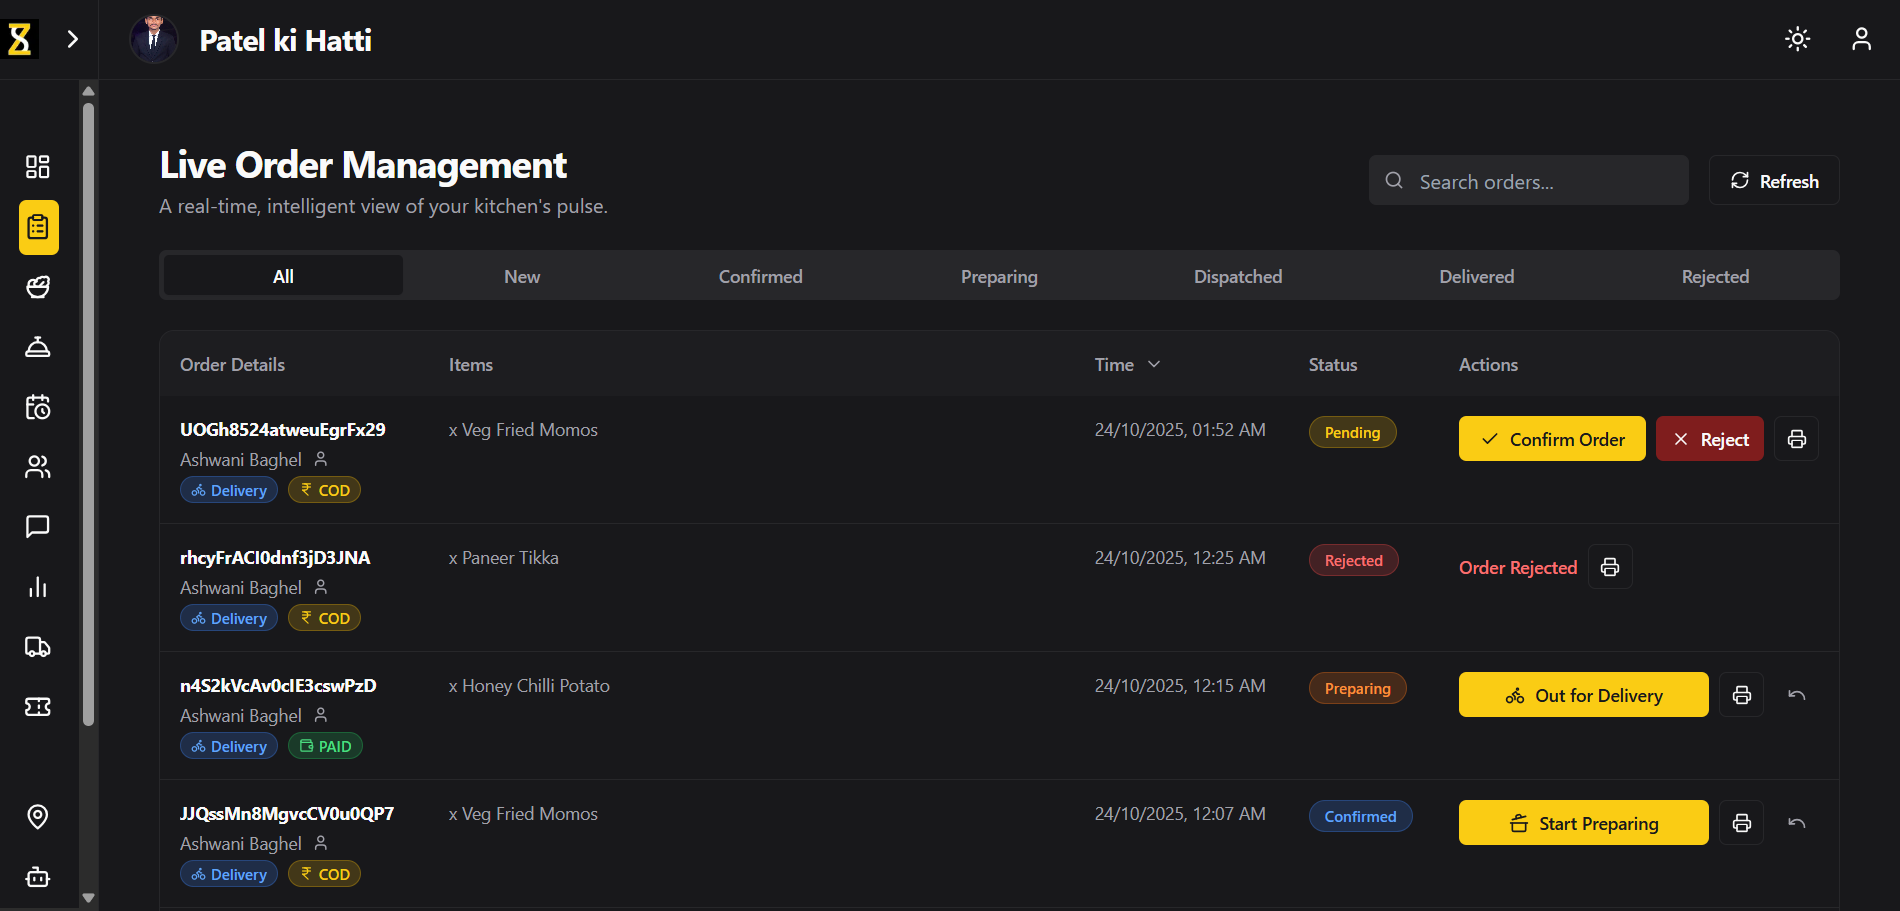 Patel ki Hatti
Live Order Management
A real-time, intelligent view of your kitchen's pulse.
Search orders...
Refresh
All
New
Confirmed
Preparing
Dispatched
Delivered
Rejected
Order Details
Items
Time
Status
Actions
UOGh8524atweuEgrFx29
x Veg Fried Momos
24/10/2025, 01:52 AM
Pending
Confirm Order
Reject
Ashwani Baghel
Delivery
₹ COD
rhcyFrACl0dnf3jD3JNA
x Paneer Tikka
24/10/2025, 12:25 AM
Rejected
Order Rejected
Ashwani Baghel
Delivery
₹ COD
n4S2kVcAv0clE3cswPzD
x Honey Chilli Potato
24/10/2025, 12:15 AM
Preparing
Out for Delivery
Ashwani Baghel
Delivery
PAID
JJQssMn8MgvcCV0u0QP7
x Veg Fried Momos
24/10/2025, 12:07 AM
Confirmed
Start Preparing
Ashwani Baghel
Delivery
₹ COD